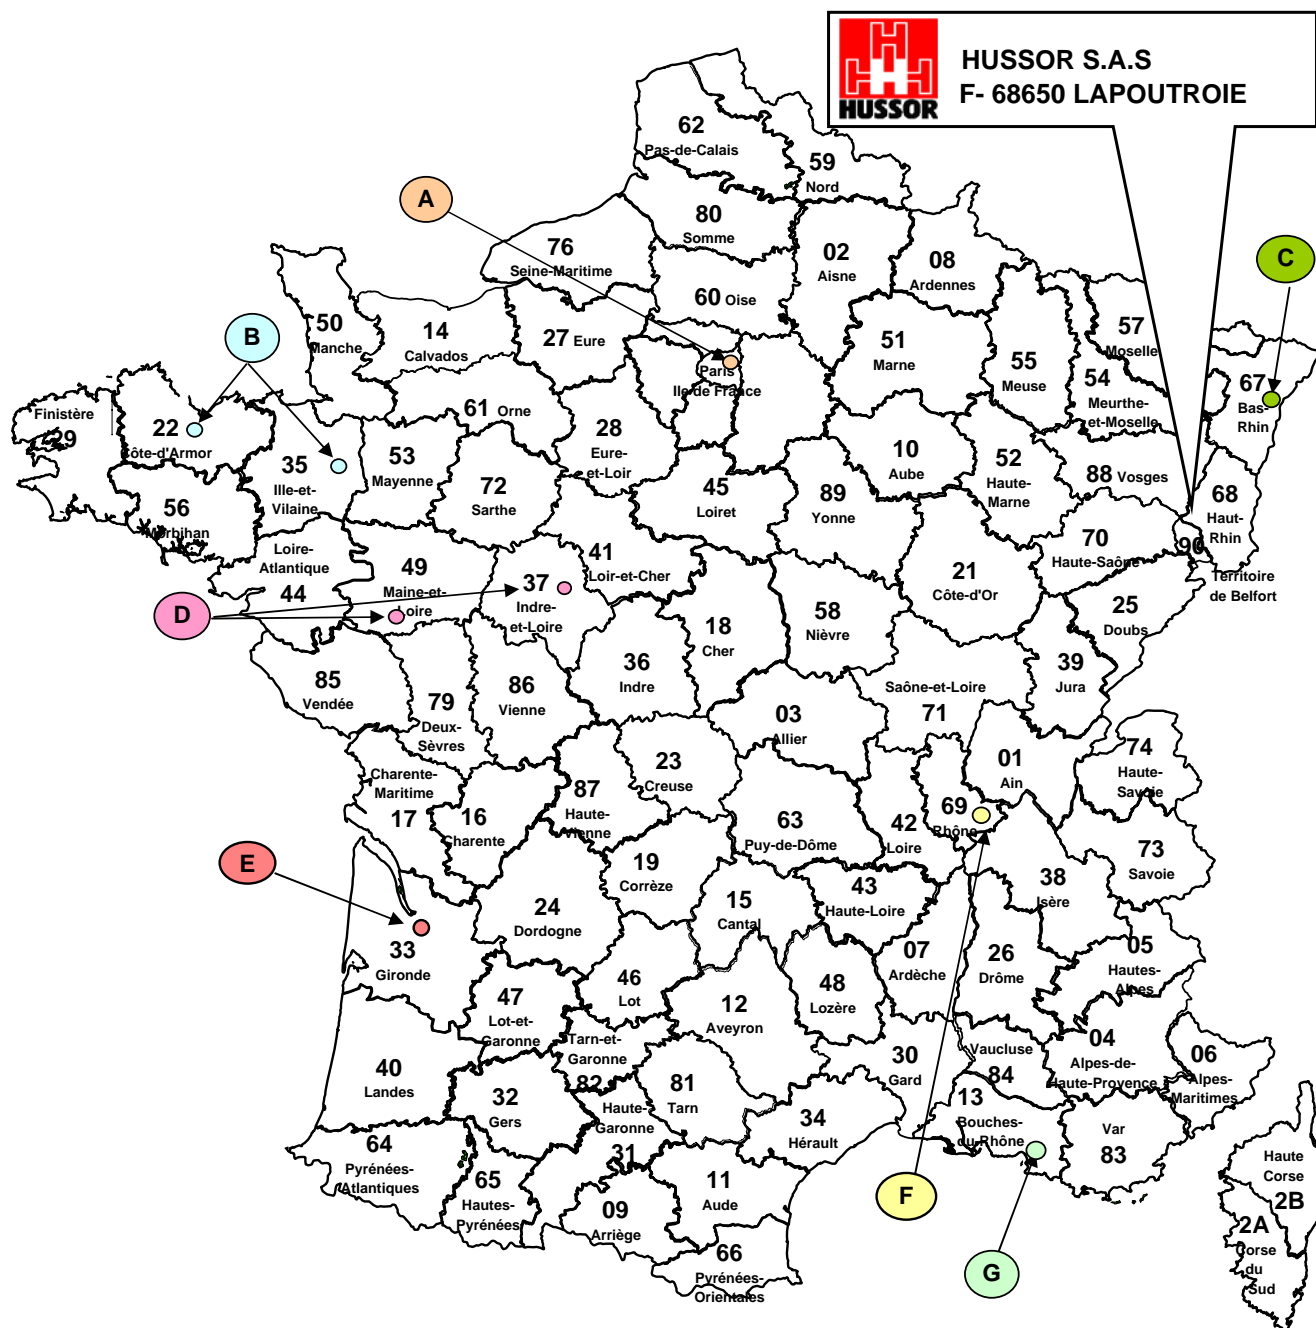 HUSSOR
HUSSOR S.A.S
F- 68650 LAPOUTROIE
62
Pas-de-Calais
59
Nord
A
80
Somme
76
Seine-Maritime
02
Aisne
08
Ardennes
C
60 Oise
50
Manche
14
Calvados
27 Eure
B
51
Marne
57
Moselle
55
Meuse
54
Meurthe-
et-Moselle
67
Bas-
Rhin
Paris
Ile de France
Finistère
29
22
Côte-d'Armor
61 Orne
28
Eure-
et-Loir
35
Ille-et-
Vilaine
53
Mayenne
72
Sarthe
10
Aube
52
Haute-
Marne
88 Vosges
68
Haut-
Rhin
45
Loiret
89
Yonne
56
Morbihan
Loire-
Atlantique
44
49
Maine-et-
Loire
41
Loir-et-Cher
37
Indre-
et-Loire
70
Haute-Saône
90
Territoire
de Belfort
21
Côte-d'Or
25
Doubs
D
18
Cher
58
Nièvre
39
Jura
85
Vendée
79
Deux-
Sèvres
86
Vienne
36
Indre
Saône-et-Loire
71
03
Allier
01
Ain
74
Haute-
Savoie
Charente-
Maritime
17
16
Charente
87
Haute-
Vienne
23
Creuse
63
Puy-de-Dôme
42
Loire
69
Rhône
73
Savoie
E
19
Corrèze
38
Isère
43
Haute-Loire
15
Cantal
24
Dordogne
33
Gironde
07
Ardèche
26
Drôme
05
Hautes-
Alpes
46
Lot
48
Lozère
47
Lot-et-
Garonne
12
Aveyron
Tarn-et-
Garonne
82
30
Gard
Vaucluse
84
04
Alpes-de-
Haute-Provence
06
Alpes-
Maritimes
40
Landes
32
Gers
81
Tarn
Haute-
Garonne
31
34
Hérault
13
Bouches-
du-Rhône
Var
83
64
Pyrénées-
Atlantiques
65
Hautes-
Pyrénées
09
Arriège
11
Aude
66
Pyrénées-
Orientales
F
G
Haute
Corse
2B
2A
Corse
du
Sud